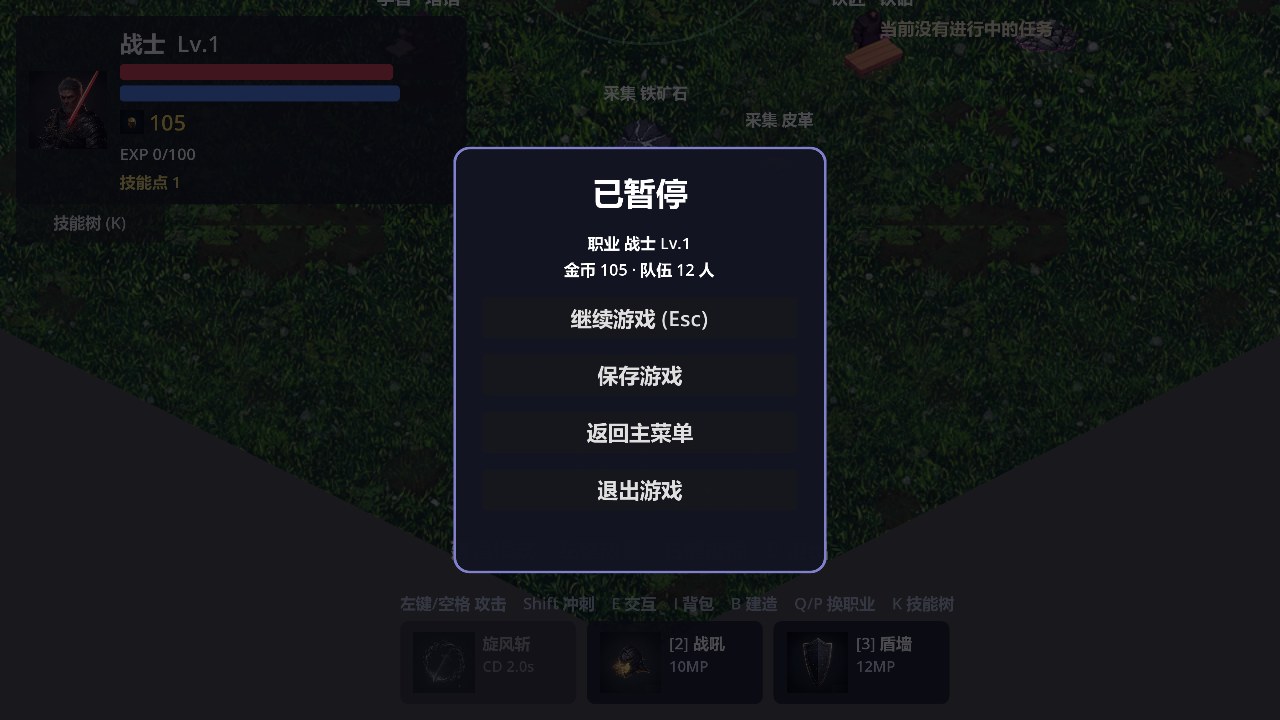 战士 Lv.1
105
EXP 0/100
技能点 1
技能树 (K)
当前没有进行中的任务
采集 铁矿石
采集 皮革
已暂停
职业 战士 Lv.1
金币 105 · 队伍 12 人
继续游戏 (Esc)
保存游戏
返回主菜单
退出游戏
左键/空格 攻击 Shift 冲刺 E 交互 I 背包 B 建造 Q/P 换职业 K 技能树
旋风斩
CD 2.0s
[2] 战吼
10MP
[3] 盾墙
12MP